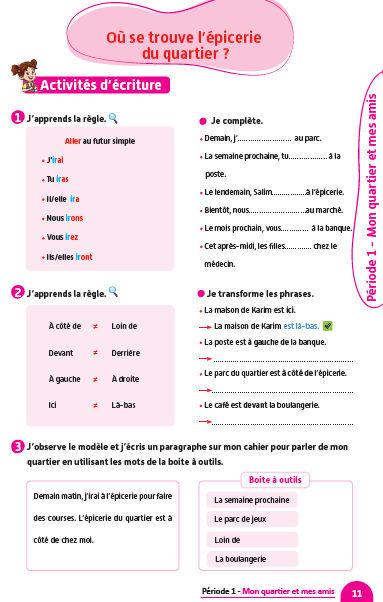 Où se trouve l'épicerie
du quartier ?
Activités d'écriture
1 J'apprends la règle.
Aller au futur simple
• J'irai
• Tu iras
• Il/elle ira
• Nous irons
• Vous irez
• Ils/elles iront
• Je complète.
• Demain, j'...................... au parc.
• La semaine prochaine, tu................ à la
poste.
• Le lendemain, Salim..............à l'épicerie.
• Bientôt, nous.......................au marché.
• Le mois prochain, vous............ à la banque.
• Cet après-midi, les filles........... chez le
médecin.
2 J'apprends la règle.
À côté de ≠ Loin de
Devant ≠ Derrière
À gauche ≠ À droite
Ici ≠ Là-bas
• Je transforme les phrases.
• La maison de Karim est ici.
La maison de Karim est là-bas.
• La poste est à gauche de la banque.
..........................................................
• Le parc du quartier est à côté de l'épicerie.
..........................................................
• Le café est devant la boulangerie.
..........................................................
3 J'observe le modèle et j'écris un paragraphe sur mon cahier pour parler de mon
quartier en utilisant les mots de la boite à outils.
Demain matin, j'irai à l'épicerie pour faire
des courses. L'épicerie du quartier est à
côté de chez moi.
Boite à outils
La semaine prochaine
Le parc de jeux
Loin de
La boulangerie
Période 1 - Mon quartier et mes amis
Période 1 - Mon quartier et mes amis
11